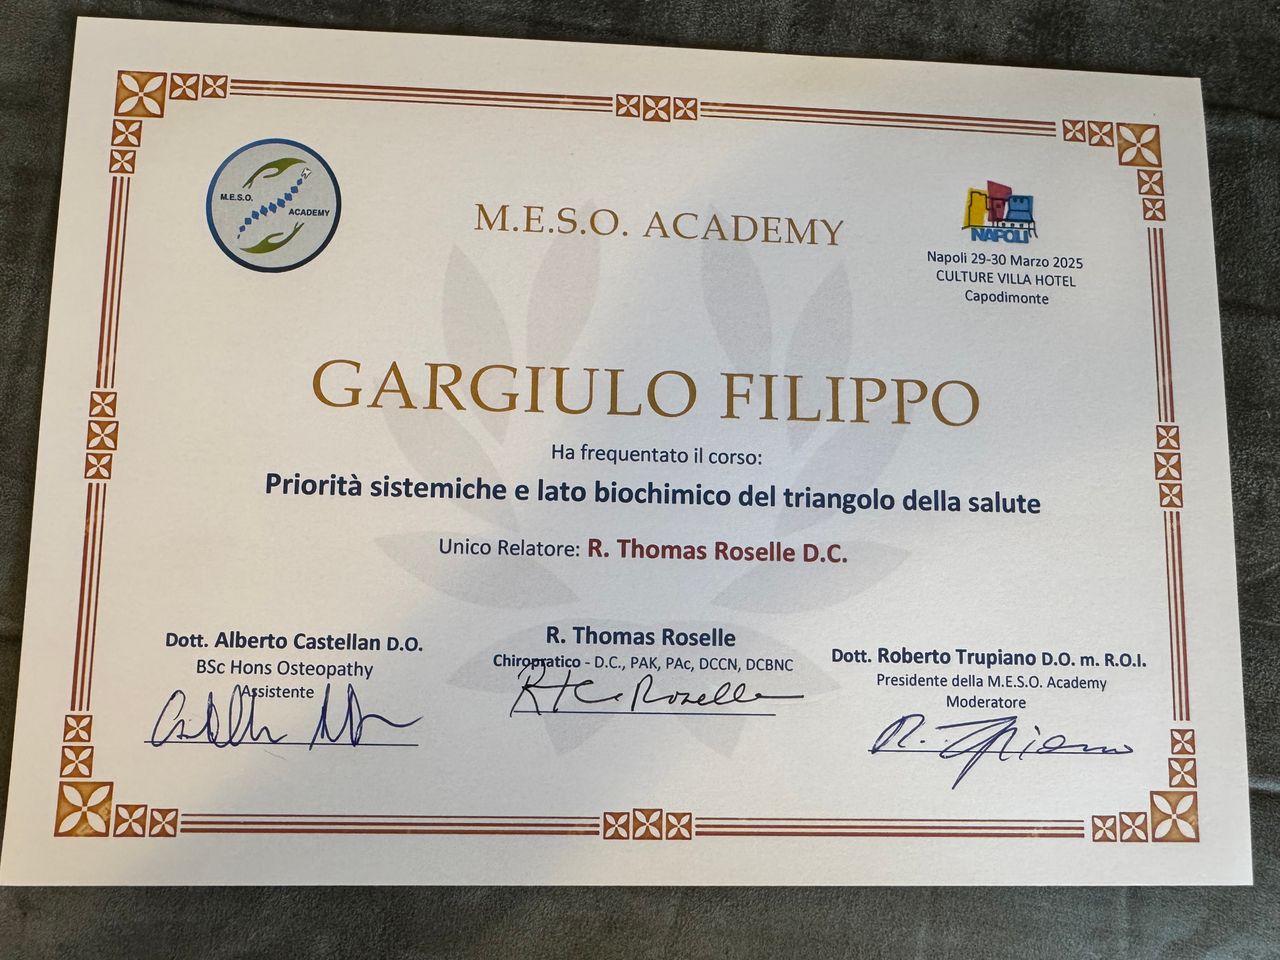 M.E.S.O.
ACADEMY
M.E.S.O. ACADEMY
NAPOLI
Napoli 29-30 Marzo 2025
CULTURE VILLA HOTEL
Capodimonte
GARGIULO FILIPPO
Ha frequentato il corso:
Priorità sistemiche e lato biochimico del triangolo della salute
Unico Relatore: R. Thomas Roselle D.C.
Dott. Alberto Castellan D.O.
BSc Hons Osteopathy
Assistente
R. Thomas Roselle
Chiropratico - D.C., PAK, PAc, DCCN, DCBNC
Dott. Roberto Trupiano D.O. m. R.O.I.
Presidente della M.E.S.O. Academy
Moderatore